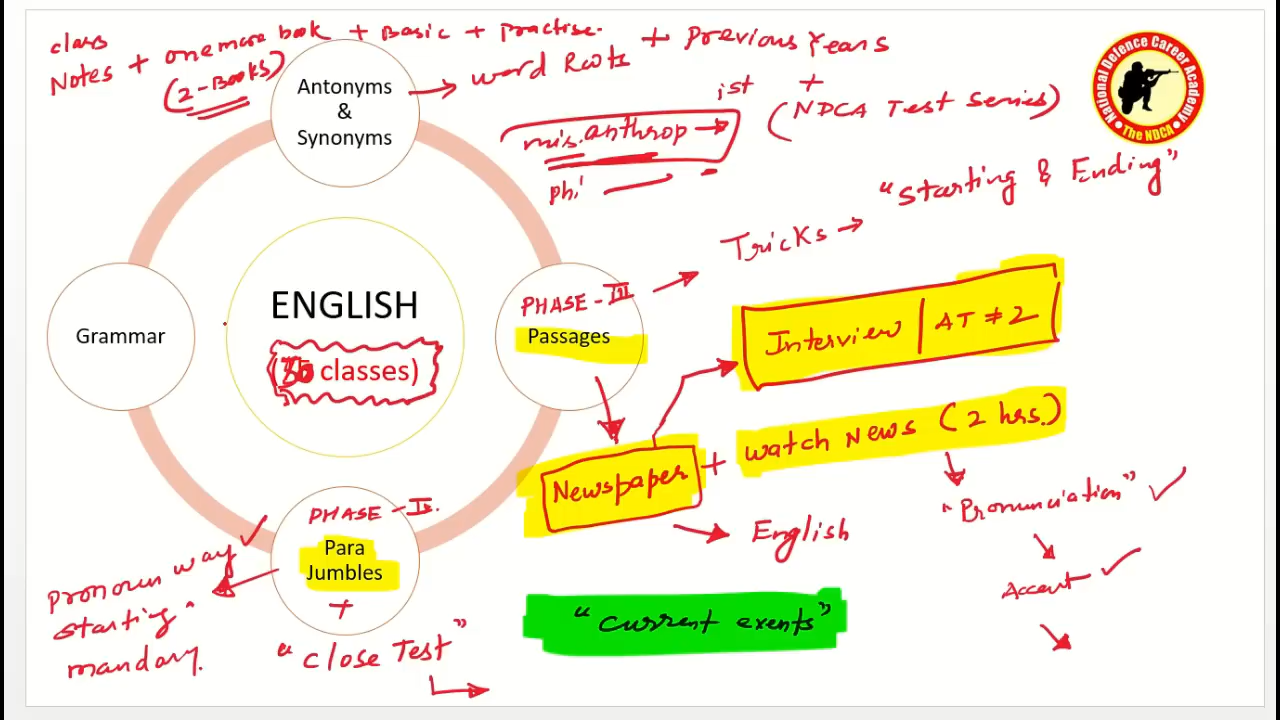 class
Notes + one more book + Basic + practise. + Previous Years
(2-Books)
+
(NDCA Test Series)
Antonyms
&
Synonyms
→ word Roots
ist
mis.anthrop →
phi
National Defence Career Academy
The NDCA
Tricks → "Starting & Ending"
Grammar
ENGLISH
classes)
PHASE - III
Passages
Interview | AT # 2
Newspaper + watch News (2 hrs.)
English
"Pronunciation"
Accent
"current events"
PHASE - II.
Para
Jumbles
+
"Close Test"
pronoun way
starting
mandary.